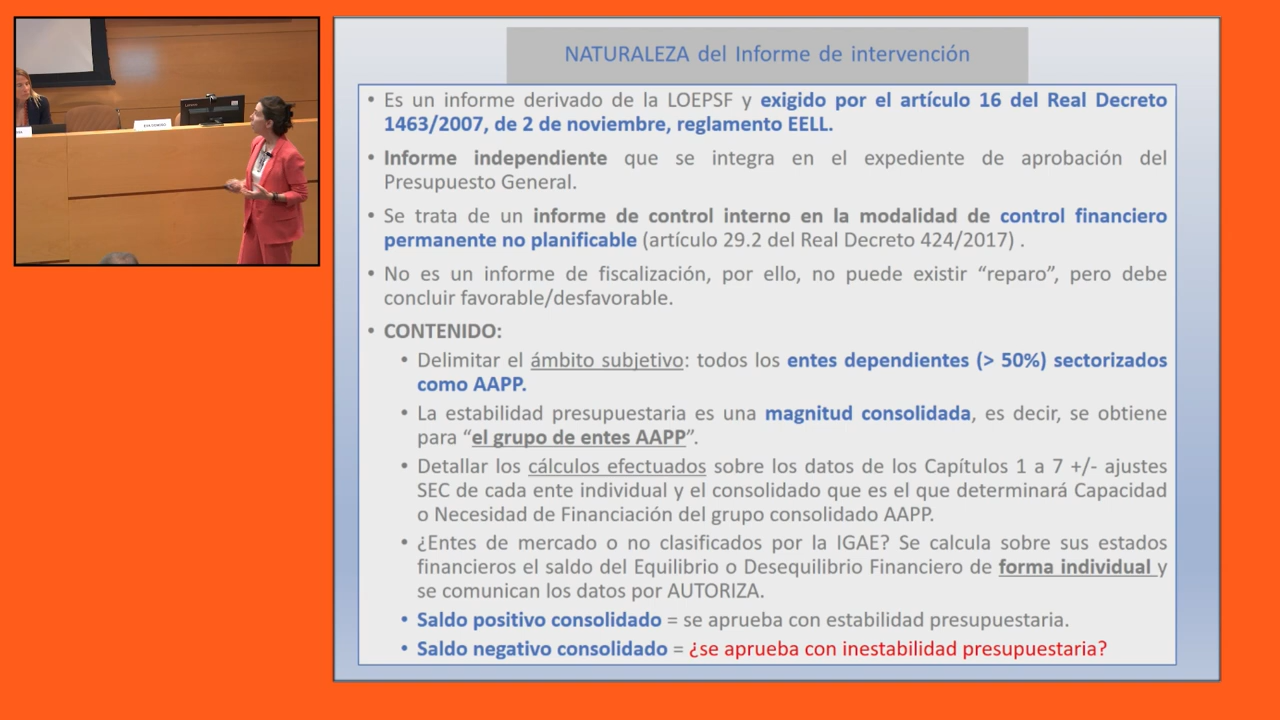 NATURALEZA del Informe de intervención
• Es un informe derivado de la LOEPSF y exigido por el artículo 16 del Real Decreto
1463/2007, de 2 de noviembre, reglamento EELL.
• Informe independiente que se integra en el expediente de aprobación del
Presupuesto General.
• Se trata de un informe de control interno en la modalidad de control financiero
permanente no planificable (artículo 29.2 del Real Decreto 424/2017) .
• No es un informe de fiscalización, por ello, no puede existir “reparo”, pero debe
concluir favorable/desfavorable.
• CONTENIDO:
• Delimitar el ámbito subjetivo: todos los entes dependientes (> 50%) sectorizados
como AAPP.
• La estabilidad presupuestaria es una magnitud consolidada, es decir, se obtiene
para “el grupo de entes AAPP”.
• Detallar los cálculos efectuados sobre los datos de los Capítulos 1 a 7 +/- ajustes
SEC de cada ente individual y el consolidado que es el que determinará Capacidad
o Necesidad de Financiación del grupo consolidado AAPP.
• ¿Entes de mercado o no clasificados por la IGAE? Se calcula sobre sus estados
financieros el saldo del Equilibrio o Desequilibrio Financiero de forma individual y
se comunican los datos por AUTORIZA.
• Saldo positivo consolidado = se aprueba con estabilidad presupuestaria.
• Saldo negativo consolidado = ¿se aprueba con inestabilidad presupuestaria?